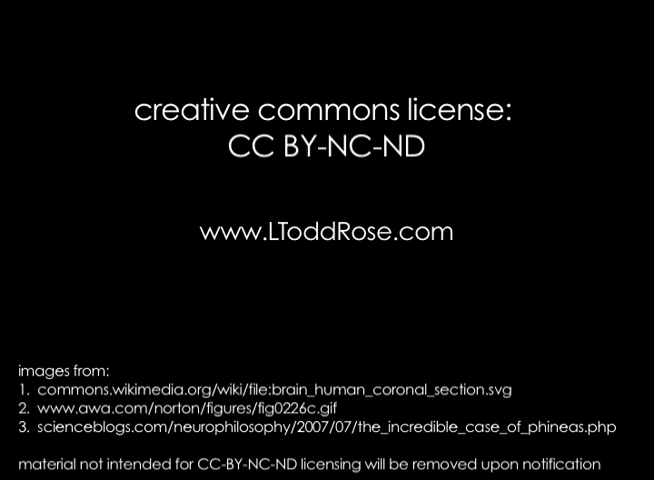 creative commons license:
CC BY-NC-ND
www.LToddRose.com
images from:
1. commons.wikimedia.org/wiki/file:brain_human_coronal_section.svg
2. www.awa.com/norton/figures/fig0226c.gif
3. scienceblogs.com/neurophilosophy/2007/07/the_incredible_case_of_phineas.php
material not intended for CC-BY-NC-ND licensing will be removed upon notification